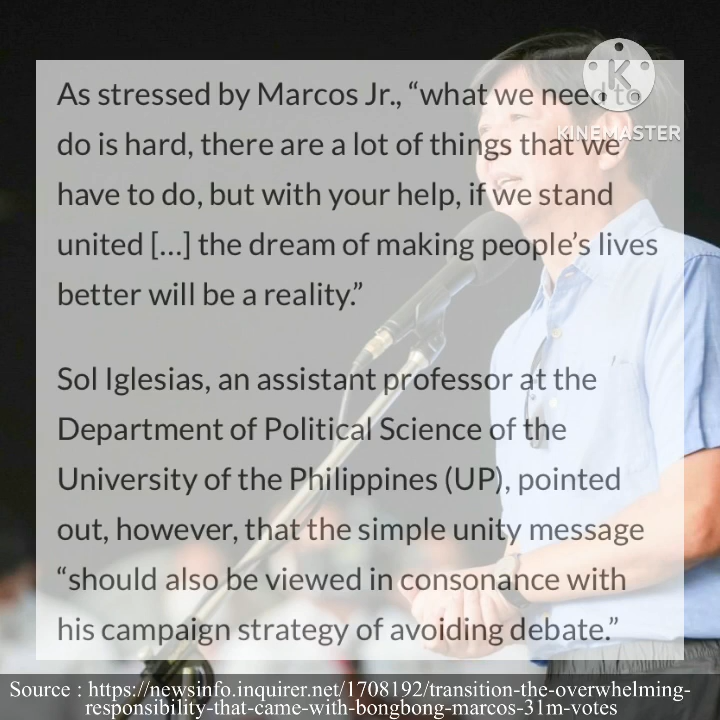 As stressed by Marcos Jr., “what we need to
do is hard, there are a lot of things that we
have to do, but with your help, if we stand
united [...] the dream of making people’s lives
better will be a reality.”
Sol Iglesias, an assistant professor at the
Department of Political Science of the
University of the Philippines (UP), pointed
out, however, that the simple unity message
“should also be viewed in consonance with
his campaign strategy of avoiding debate.”
K
KINEMASTER
Source : https://newsinfo.inquirer.net/1708192/transition-the-overwhelming-
responsibility-that-came-with-bongbong-marcos-31m-votes